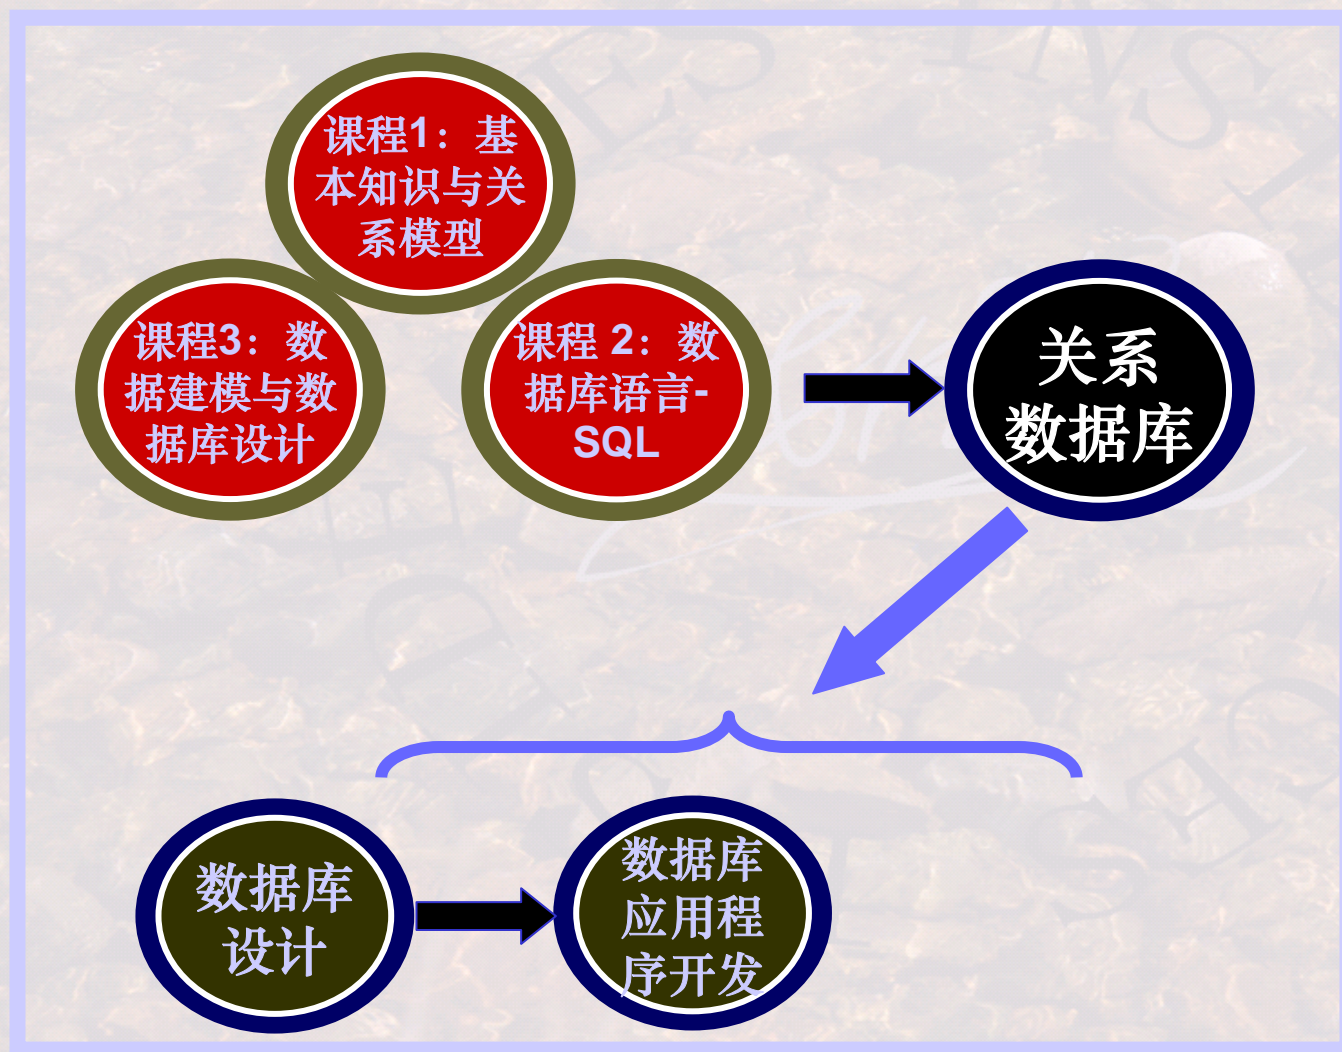 课程1：基
本知识与关
系模型
课程3：数
据建模与数
据库设计
课程 2：数
据库语言-
SQL
关系
数据库
数据库
设计
数据库
应用程
序开发